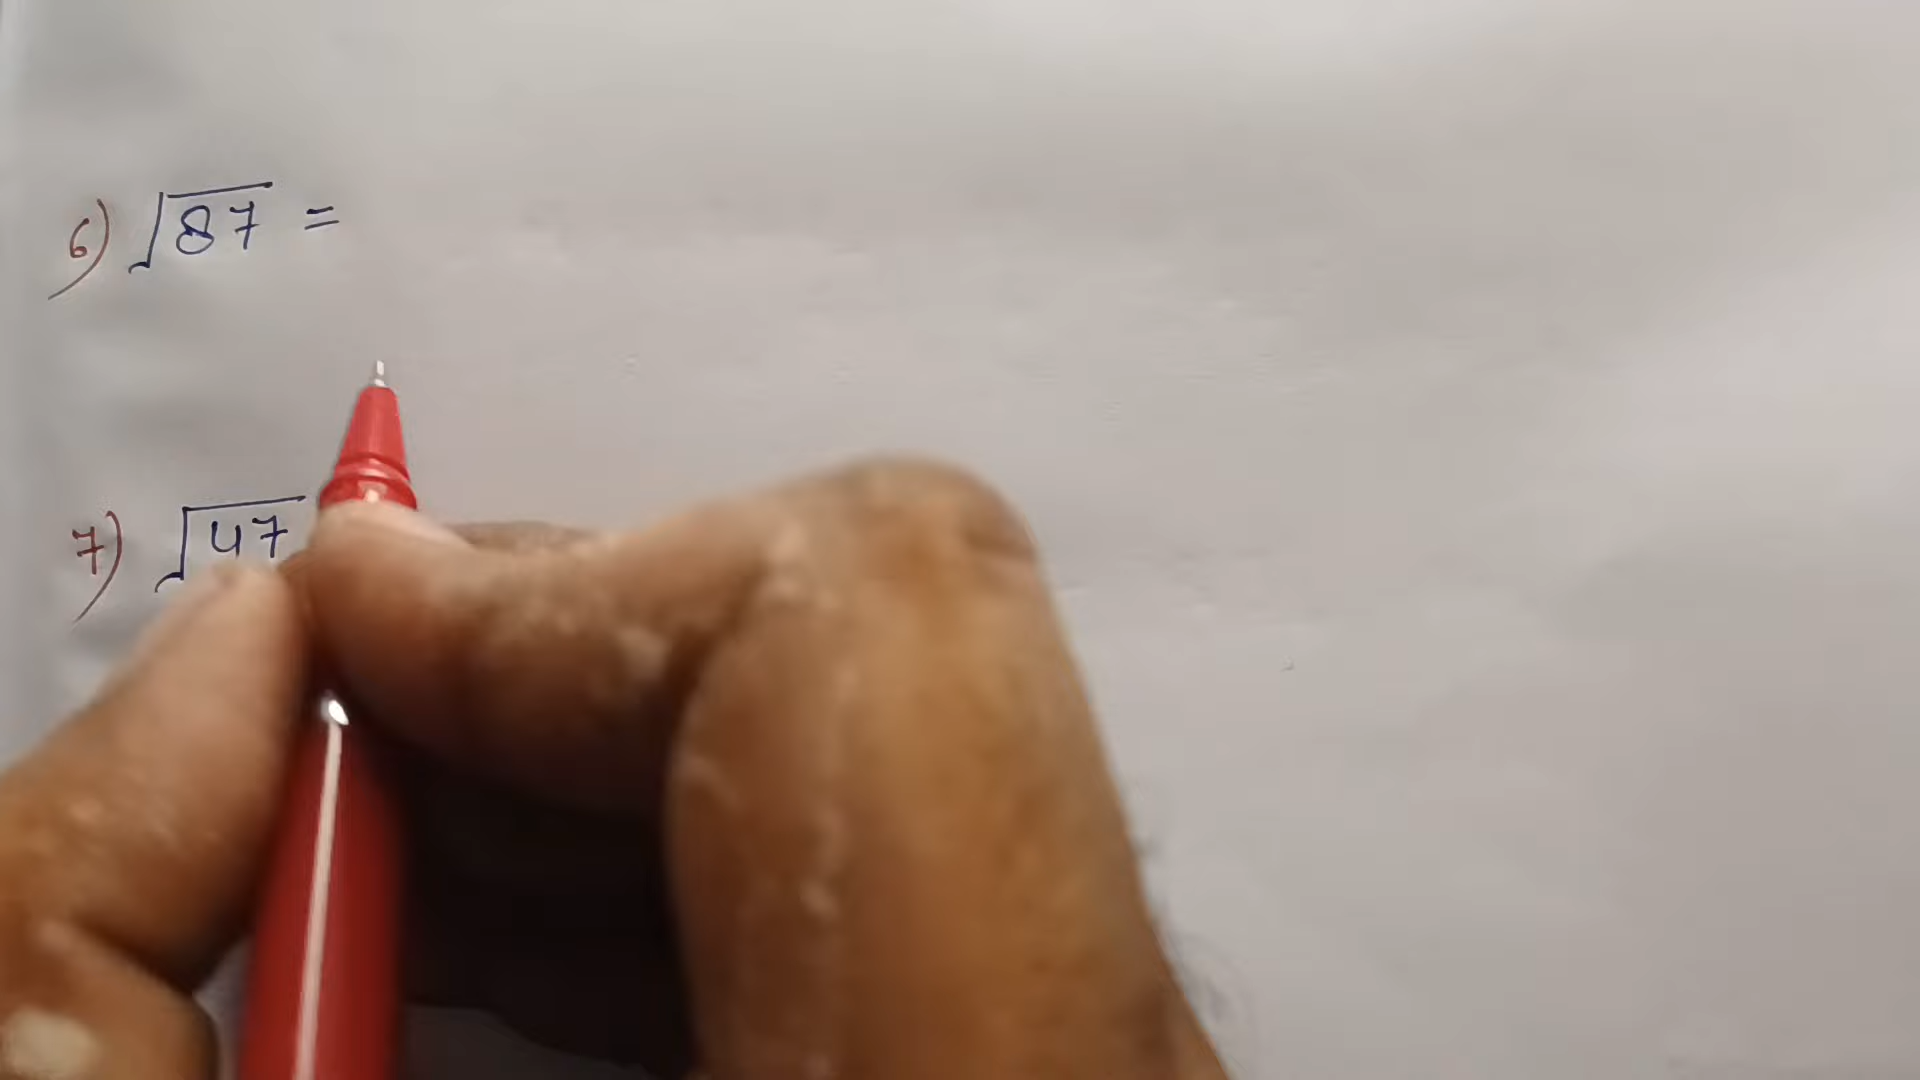 6) √87 =
7) √47